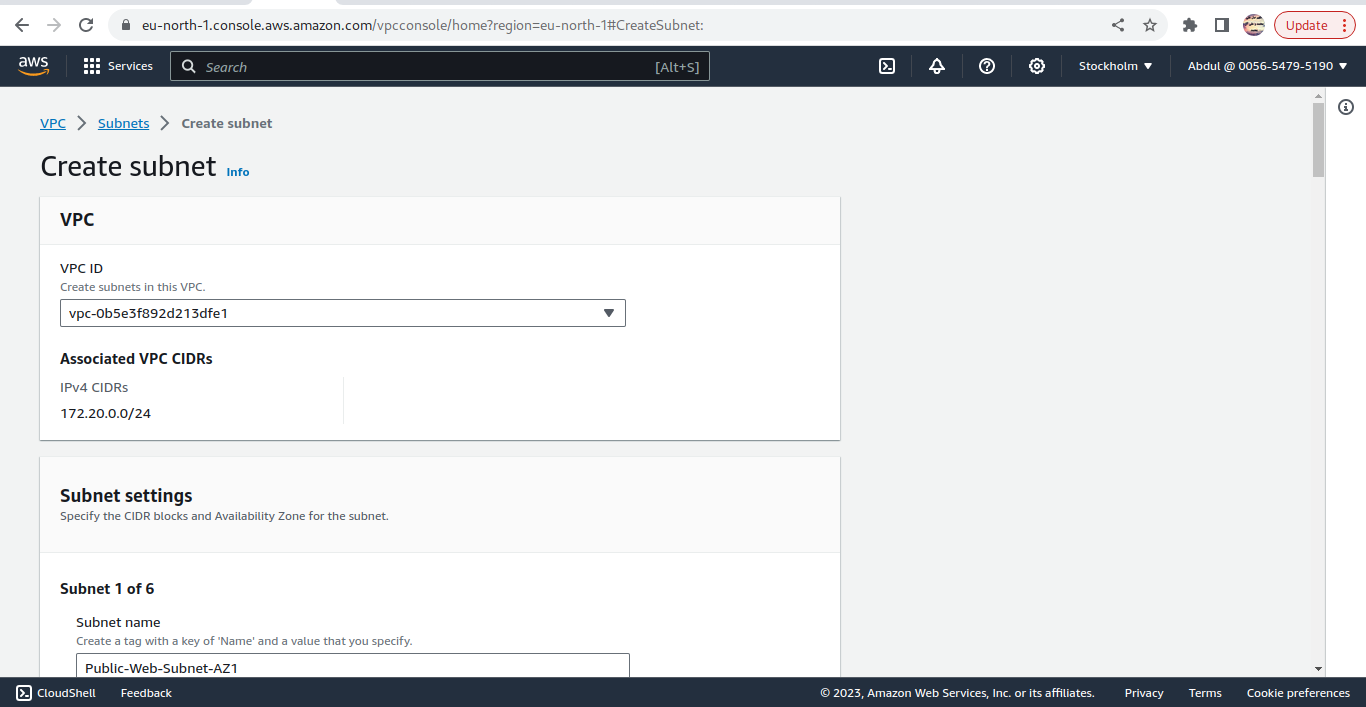 eu-north-1.console.aws.amazon.com/vpcconsole/home?region=eu-north-1#CreateSubnet:
Update
aws
Services
Search
[Alt+S]
Stockholm
Abdul @ 0056-5479-5190
VPC
Subnets
Create subnet
Create subnet
Info
VPC
VPC ID
Create subnets in this VPC.
vpc-0b5e3f892d213dfe1
Associated VPC CIDRs
IPv4 CIDRs
172.20.0.0/24
Subnet settings
Specify the CIDR blocks and Availability Zone for the subnet.
Subnet 1 of 6
Subnet name
Create a tag with a key of 'Name' and a value that you specify.
Public-Web-Subnet-AZ1
CloudShell
Feedback
© 2023, Amazon Web Services, Inc. or its affiliates.
Privacy
Terms
Cookie preferences